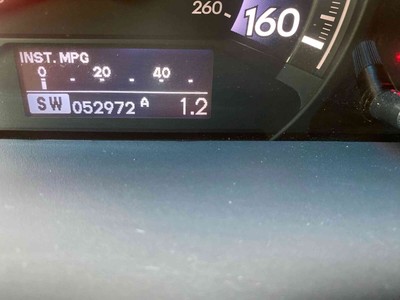 260 160
INST. MPG
0 - 20 - 40 -
SW 052972 A 1.2